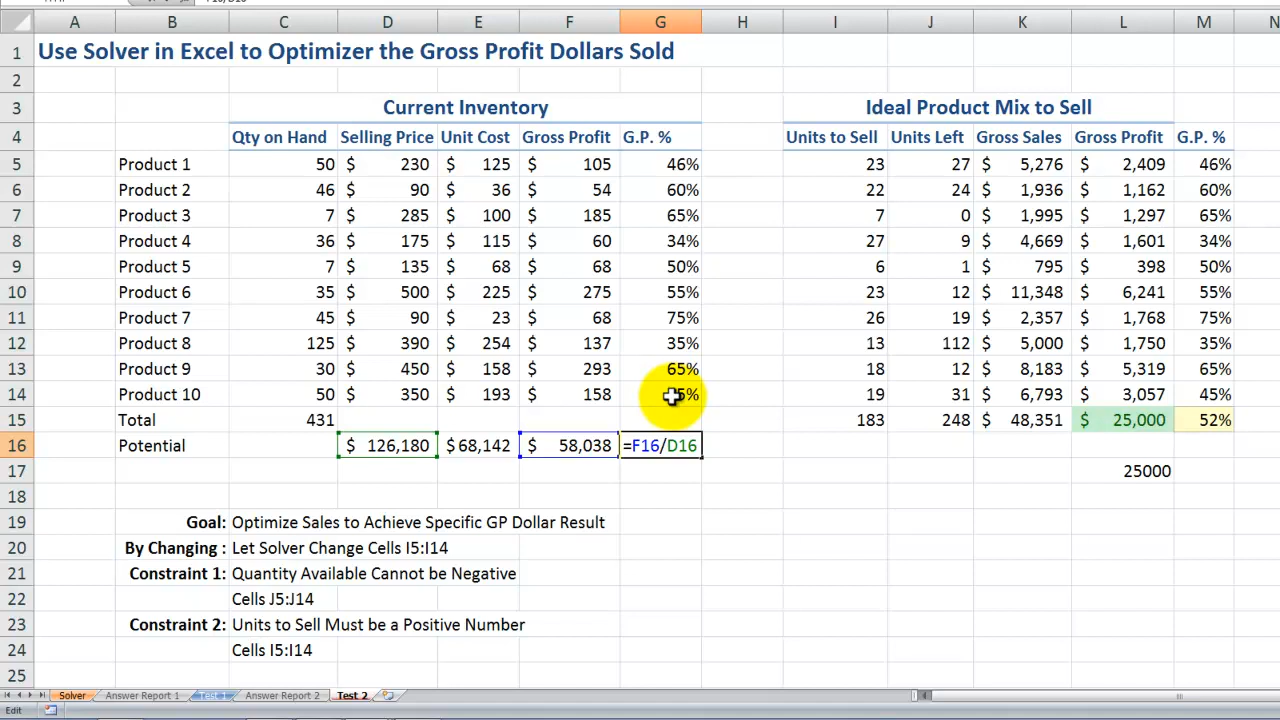 A B C D E F G H I J K L M N
1 Use Solver in Excel to Optimizer the Gross Profit Dollars Sold
2
3 Current Inventory Ideal Product Mix to Sell
4 Qty on Hand Selling Price Unit Cost Gross Profit G.P. % Units to Sell Units Left Gross Sales Gross Profit G.P. %
5 Product 1 50 $ 230 $ 125 $ 105 46% 23 27 $ 5,276 $ 2,409 46%
6 Product 2 46 $ 90 $ 36 $ 54 60% 22 24 $ 1,936 $ 1,162 60%
7 Product 3 7 $ 285 $ 100 $ 185 65% 7 0 $ 1,995 $ 1,297 65%
8 Product 4 36 $ 175 $ 115 $ 60 34% 27 9 $ 4,669 $ 1,601 34%
9 Product 5 7 $ 135 $ 68 $ 68 50% 6 1 $ 795 $ 398 50%
10 Product 6 35 $ 500 $ 225 $ 275 55% 23 12 $ 11,348 $ 6,241 55%
11 Product 7 45 $ 90 $ 23 $ 68 75% 26 19 $ 2,357 $ 1,768 75%
12 Product 8 125 $ 390 $ 254 $ 137 35% 13 112 $ 5,000 $ 1,750 35%
13 Product 9 30 $ 450 $ 158 $ 293 65% 18 12 $ 8,183 $ 5,319 65%
14 Product 10 50 $ 350 $ 193 $ 158 19 31 $ 6,793 $ 3,057 45%
15 Total 431 183 248 $ 48,351 $ 25,000 52%
16 Potential $ 126,180 $ 68,142 $ 58,038 =F16/D16
17 25000
18
19 Goal: Optimize Sales to Achieve Specific GP Dollar Result
20 By Changing : Let Solver Change Cells I5:I14
21 Constraint 1: Quantity Available Cannot be Negative
22 Cells J5:J14
23 Constraint 2: Units to Sell Must be a Positive Number
24 Cells I5:I14
25
Solver Answer Report 1 Test 1 Answer Report 2 Test 2
Edit